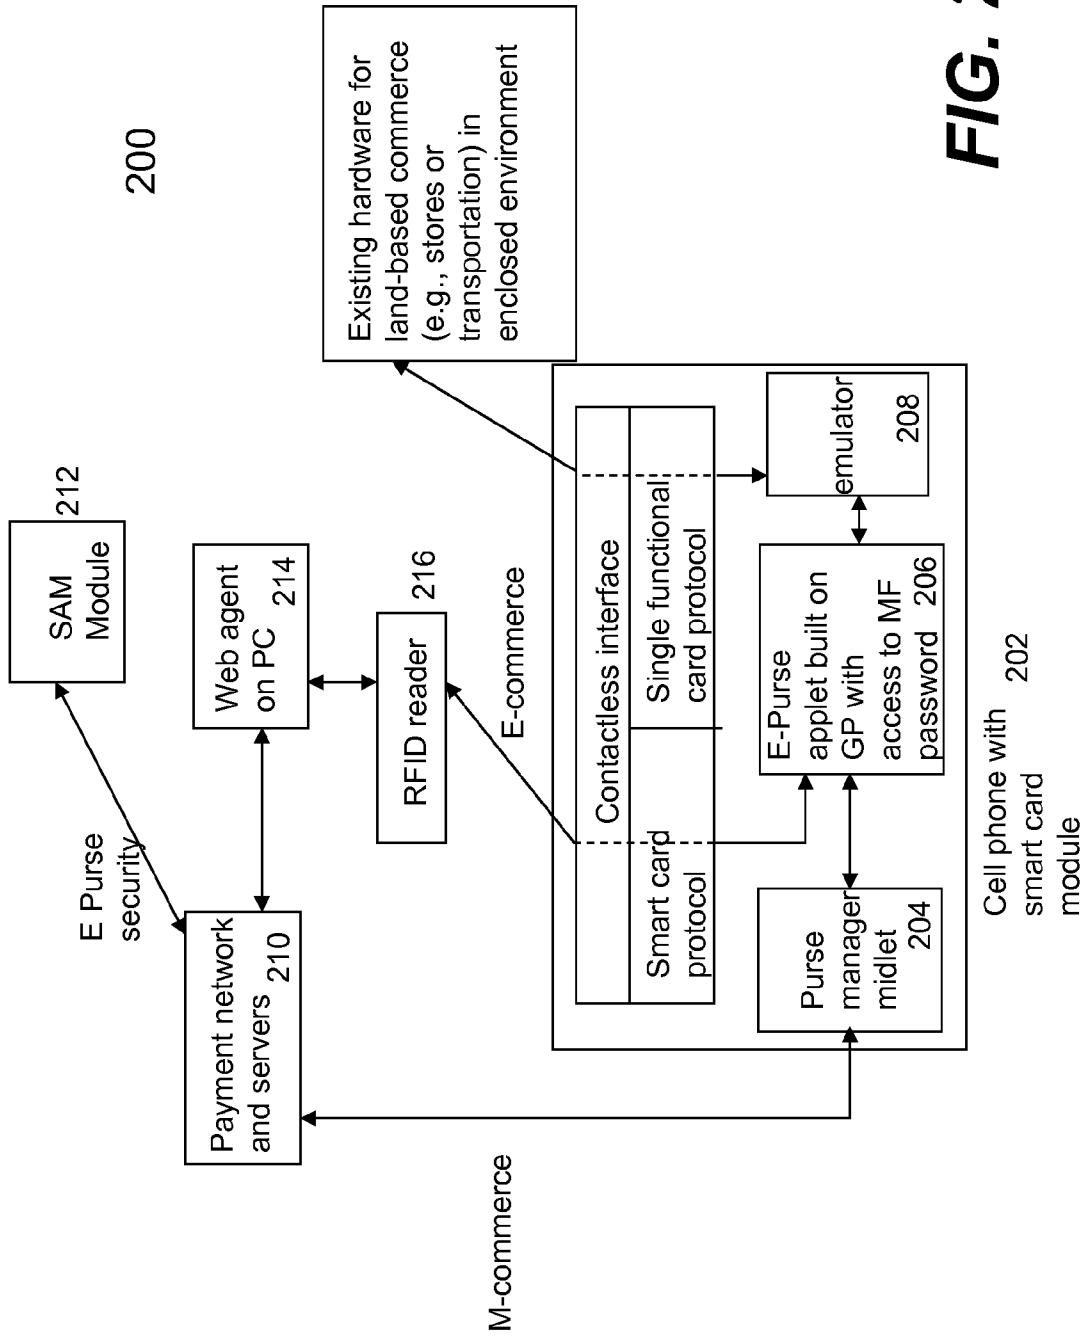 200
SAM
Module
212
E Purse
security
Payment network
and servers 210
Web agent
on PC
214
RFID reader
216
M-commerce
E-commerce
Existing hardware for
land-based commerce
(e.g., stores or
transportation) in
enclosed environment
Contactless interface
Smart card
protocol
Single functional
card protocol
Purse
manager
midlet
204
E-Purse
applet built on
GP with
access to MF
password 206
emulator
208
Cell phone with
smart card 202
module
FIG.